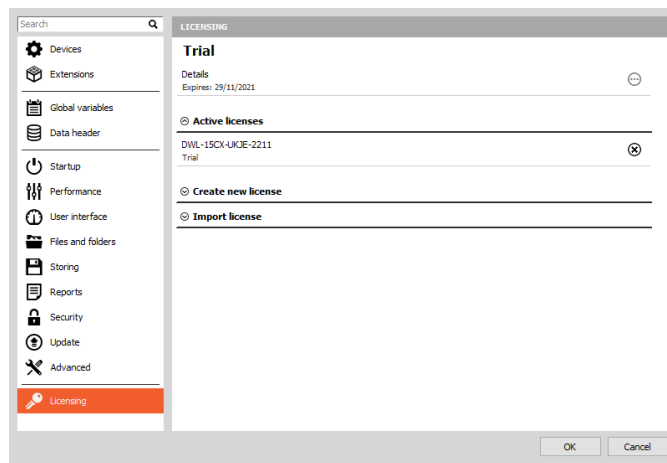 Search
Devices
Extensions
Global variables
Data header
Startup
Performance
User interface
Files and folders
Storing
Reports
Security
Update
Advanced
Licensing
LICENSING
Trial
Details
Expires: 29/11/2021
Active licenses
DWL-15CX-UKJE-2211
Trial
Create new license
Import license
OK
Cancel